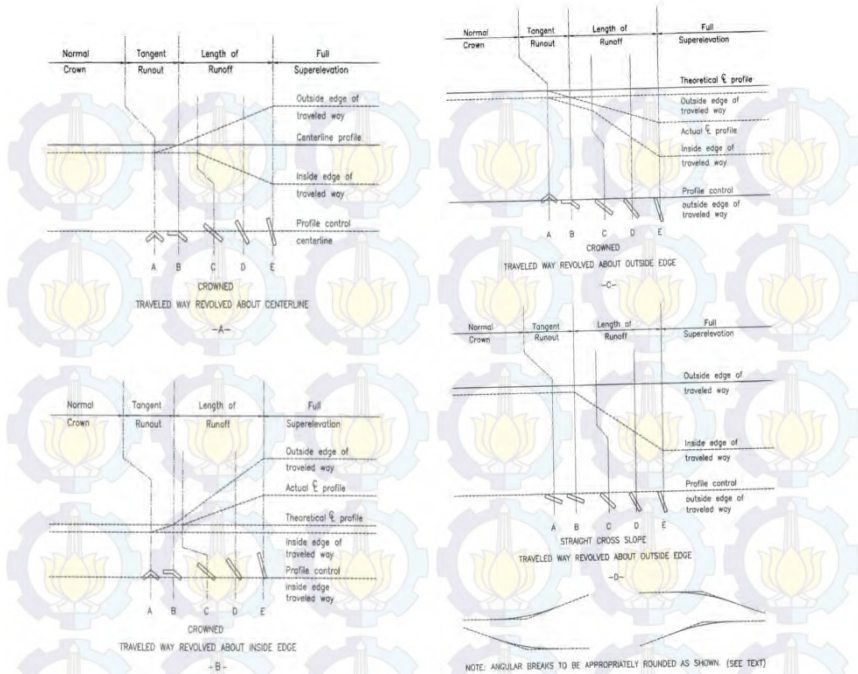 Normal Tangent Length of Full
Crown Runout Runoff Superelevation
Outside edge of
traveled way
Centerline profile
Inside edge of
traveled way
Profile control
centerline
A B C D E
CROWNED
TRAVELED WAY REVOLVED ABOUT CENTERLINE
-A-
Normal Tangent Length of Full
Crown Runout Runoff Superelevation
Outside edge of
traveled way
Actual ℄ profile
Theoretical ℄ profile
Inside edge of
traveled way
Profile control
inside edge
traveled way
A B C D E
CROWNED
TRAVELED WAY REVOLVED ABOUT INSIDE EDGE
-B-
Normal Tangent Length of Full
Crown Runout Runoff Superelevation
Theoretical ℄ profile
Outside edge of
traveled way
Actual ℄ profile
Inside edge of
traveled way
Profile control
outside edge of
traveled way
A B C D E
CROWNED
TRAVELED WAY REVOLVED ABOUT OUTSIDE EDGE
-C-
Normal Tangent Length of Full
Crown Runout Runoff Superelevation
Outside edge of
traveled way
Inside edge of
traveled way
Profile control
outside edge of
traveled way
A B C D E
STRAIGHT CROSS SLOPE
TRAVELED WAY REVOLVED ABOUT OUTSIDE EDGE
-D-
NOTE: ANGULAR BREAKS TO BE APPROPRIATELY ROUNDED AS SHOWN. (SEE TEXT)